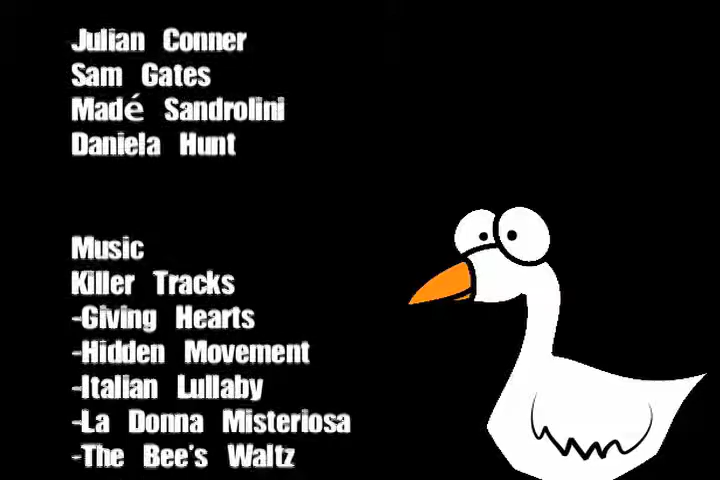 Julian Conner
Sam Gates
Madé Sandrolini
Daniela Hunt
Music
Killer Tracks
-Giving Hearts
-Hidden Movement
-Italian Lullaby
-La Donna Misteriosa
-The Bee's Waltz